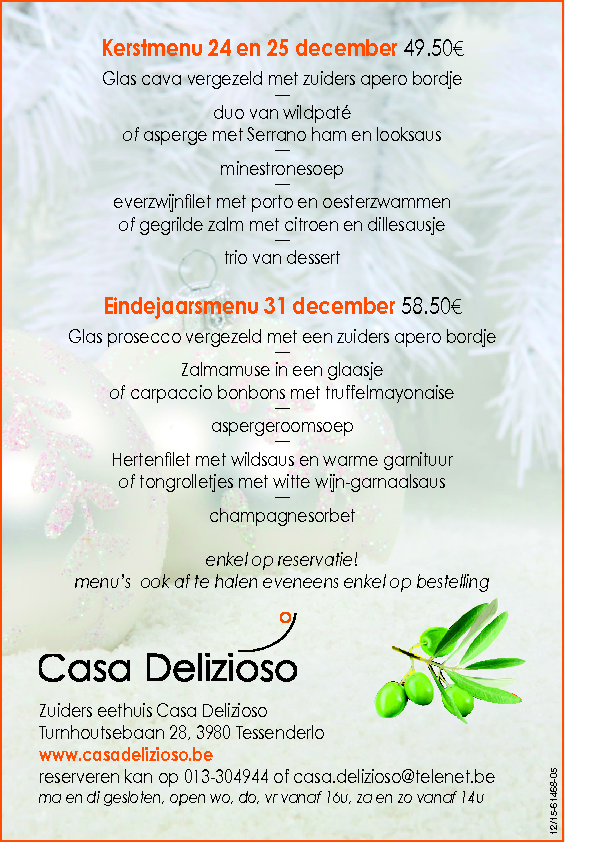 Kerstmenu 24 en 25 december 49.50€
Glas cava vergezeld met zuiders apero bordje
duo van wildpaté
of asperge met Serrano ham en looksaus
minestronesoep
everzwijnfilet met porto en oesterzwammen
of gegrilde zalm met citroen en dillesausje
trio van dessert
Eindejaarsmenu 31 december 58.50€
Glas prosecco vergezeld met een zuiders apero bordje
Zalmamuse in een glaasje
of carpaccio bonbons met truffelmayonaise
aspergeroomsoep
Hertenfilet met wildsaus en warme garnituur
of tongrolletjes met witte wijn-garnaalsaus
champagnesorbet
enkel op reservatie!
menu's ook af te halen eveneens enkel op bestelling
Casa Delizioso
Zuiders eethuis Casa Delizioso
Turnhoutsebaan 28, 3980 Tessenderlo
www.casadelizioso.be
reserveren kan op 013-304944 of casa.delizioso@telenet.be
ma en di gesloten, open wo, do, vr vanaf 16u, za en zo vanaf 14u
12/15-61468-05